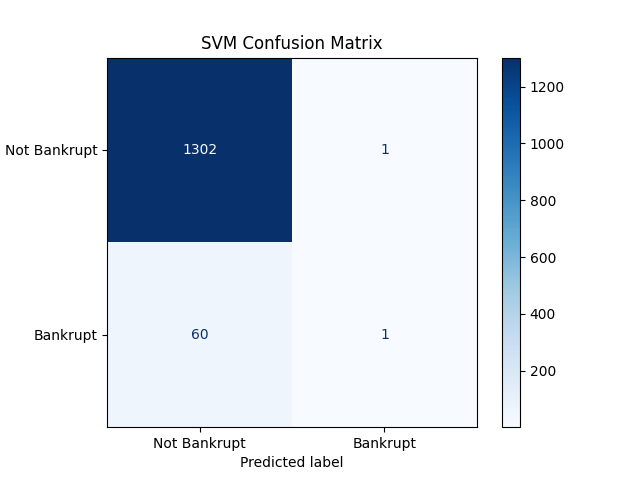 SVM Confusion Matrix
Not Bankrupt
1302
1
Bankrupt
60
1
Not Bankrupt
Bankrupt
Predicted label
1200
1000
800
600
400
200